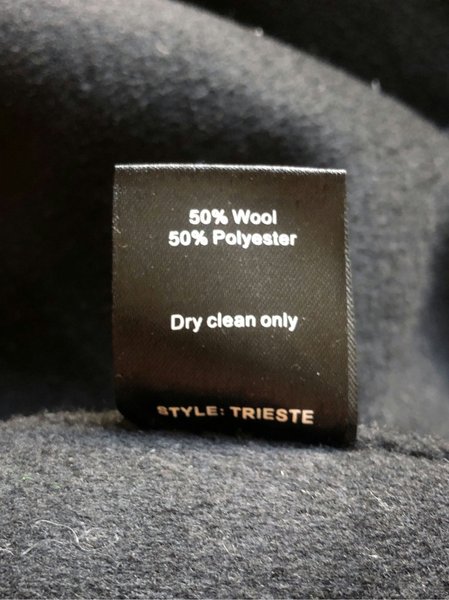 50% Wool
50% Polyester
Dry clean only
STYLE: TRIESTE